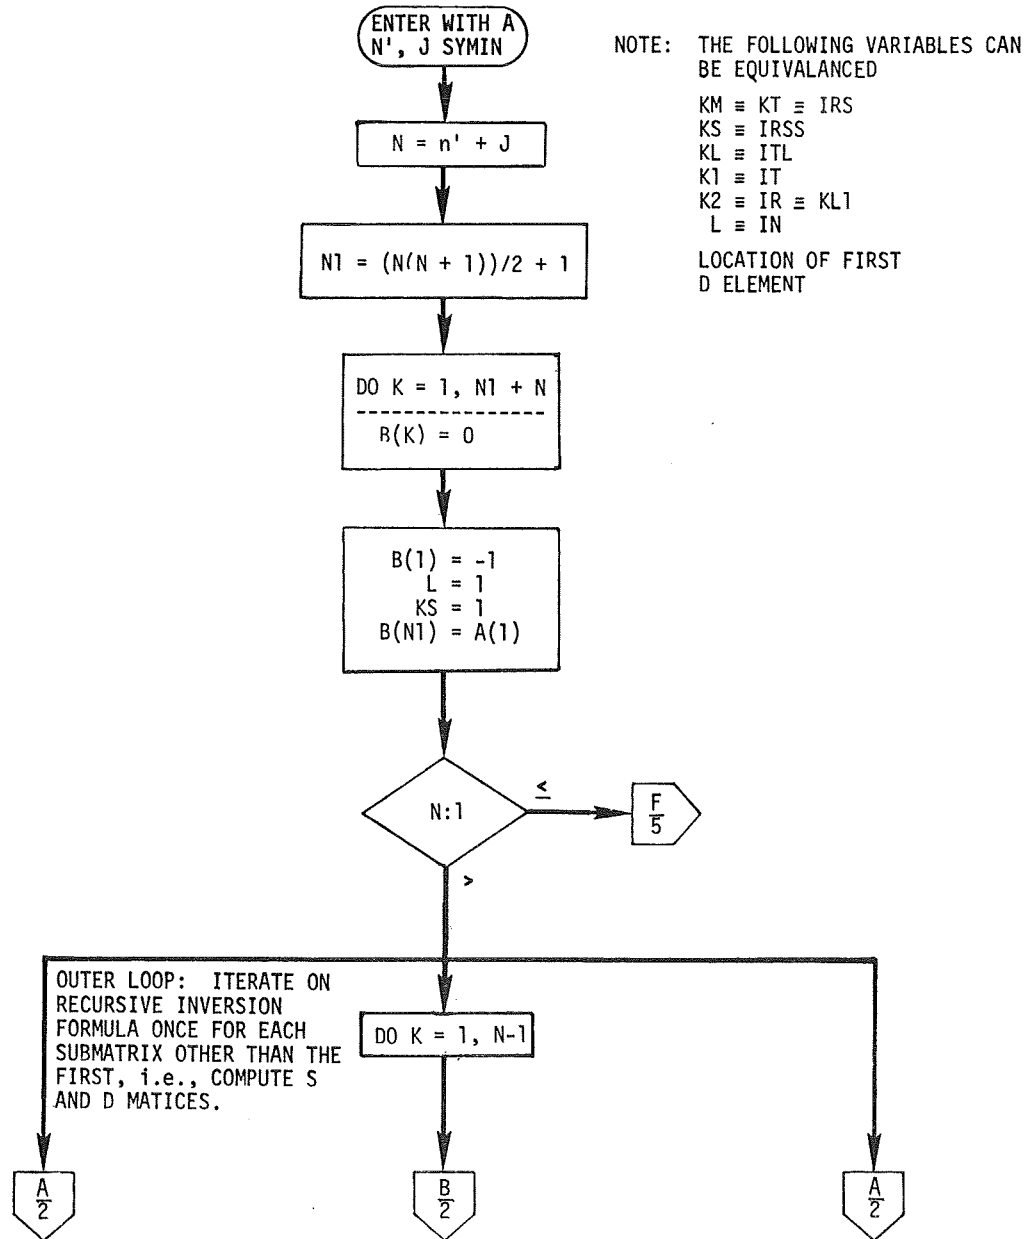 ENTER WITH A
N', J SYMIN
NOTE: THE FOLLOWING VARIABLES CAN
BE EQUIVALANCED
KM ≡ KT ≡ IRS
KS ≡ IRSS
KL ≡ ITL
K1 ≡ IT
K2 ≡ IR ≡ KL1
L ≡ IN
LOCATION OF FIRST
D ELEMENT
N = n' + J
N1 = (N(N + 1))/2 + 1
DO K = 1, N1 + N
B(K) = 0
B(1) = -1
L = 1
KS = 1
B(N1) = A(1)
N:1
≤
F
5
>
OUTER LOOP: ITERATE ON
RECURSIVE INVERSION
FORMULA ONCE FOR EACH
SUBMATRIX OTHER THAN THE
FIRST, i.e., COMPUTE S
AND D MATICES.
DO K = 1, N-1
A
2
B
2
A
2